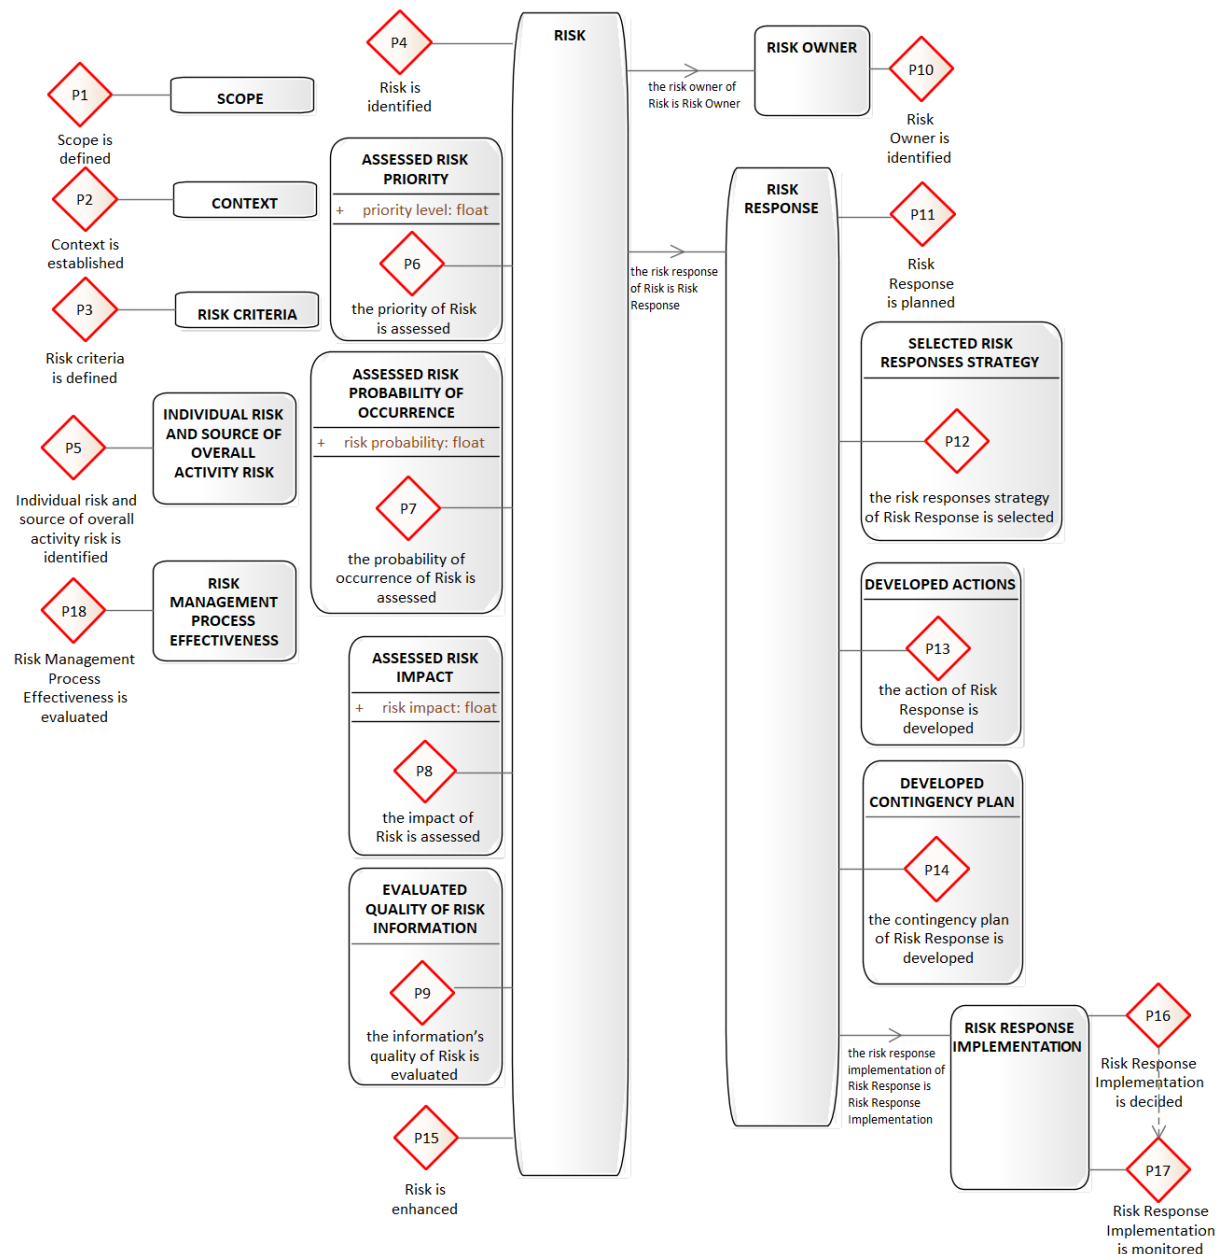 P1
SCOPE
Scope is
defined
P2
CONTEXT
Context is
established
P3
RISK CRITERIA
Risk criteria
is defined
P5
INDIVIDUAL RISK
AND SOURCE OF
OVERALL
ACTIVITY RISK
Individual risk and
source of overall
activity risk is
identified
P18
RISK
MANAGEMENT
PROCESS
EFFECTIVENESS
Risk Management
Process
Effectiveness is
evaluated
P4
Risk is
identified
RISK
ASSESSED RISK
PRIORITY
+ priority level: float
P6
the priority of Risk
is assessed
ASSESSED RISK
PROBABILITY OF
OCCURRENCE
+ risk probability: float
P7
the probability of
occurrence of Risk is
assessed
ASSESSED RISK
IMPACT
+ risk impact: float
P8
the impact of
Risk is assessed
EVALUATED
QUALITY OF RISK
INFORMATION
P9
the information's
quality of Risk is
evaluated
P15
Risk is
enhanced
the risk owner of
Risk is Risk Owner
RISK OWNER
P10
Risk
Owner is
identified
the risk response
of Risk is Risk
Response
RISK
RESPONSE
P11
Risk
Response
is planned
SELECTED RISK
RESPONSES STRATEGY
P12
the risk responses strategy
of Risk Response is selected
DEVELOPED ACTIONS
P13
the action of Risk
Response is
developed
DEVELOPED
CONTINGENCY PLAN
P14
the contingency plan
of Risk Response is
developed
the risk response
implementation of
Risk Response is
Risk Response
Implementation
RISK RESPONSE
IMPLEMENTATION
P16
Risk Response
Implementation
is decided
P17
Risk Response
Implementation
is monitored